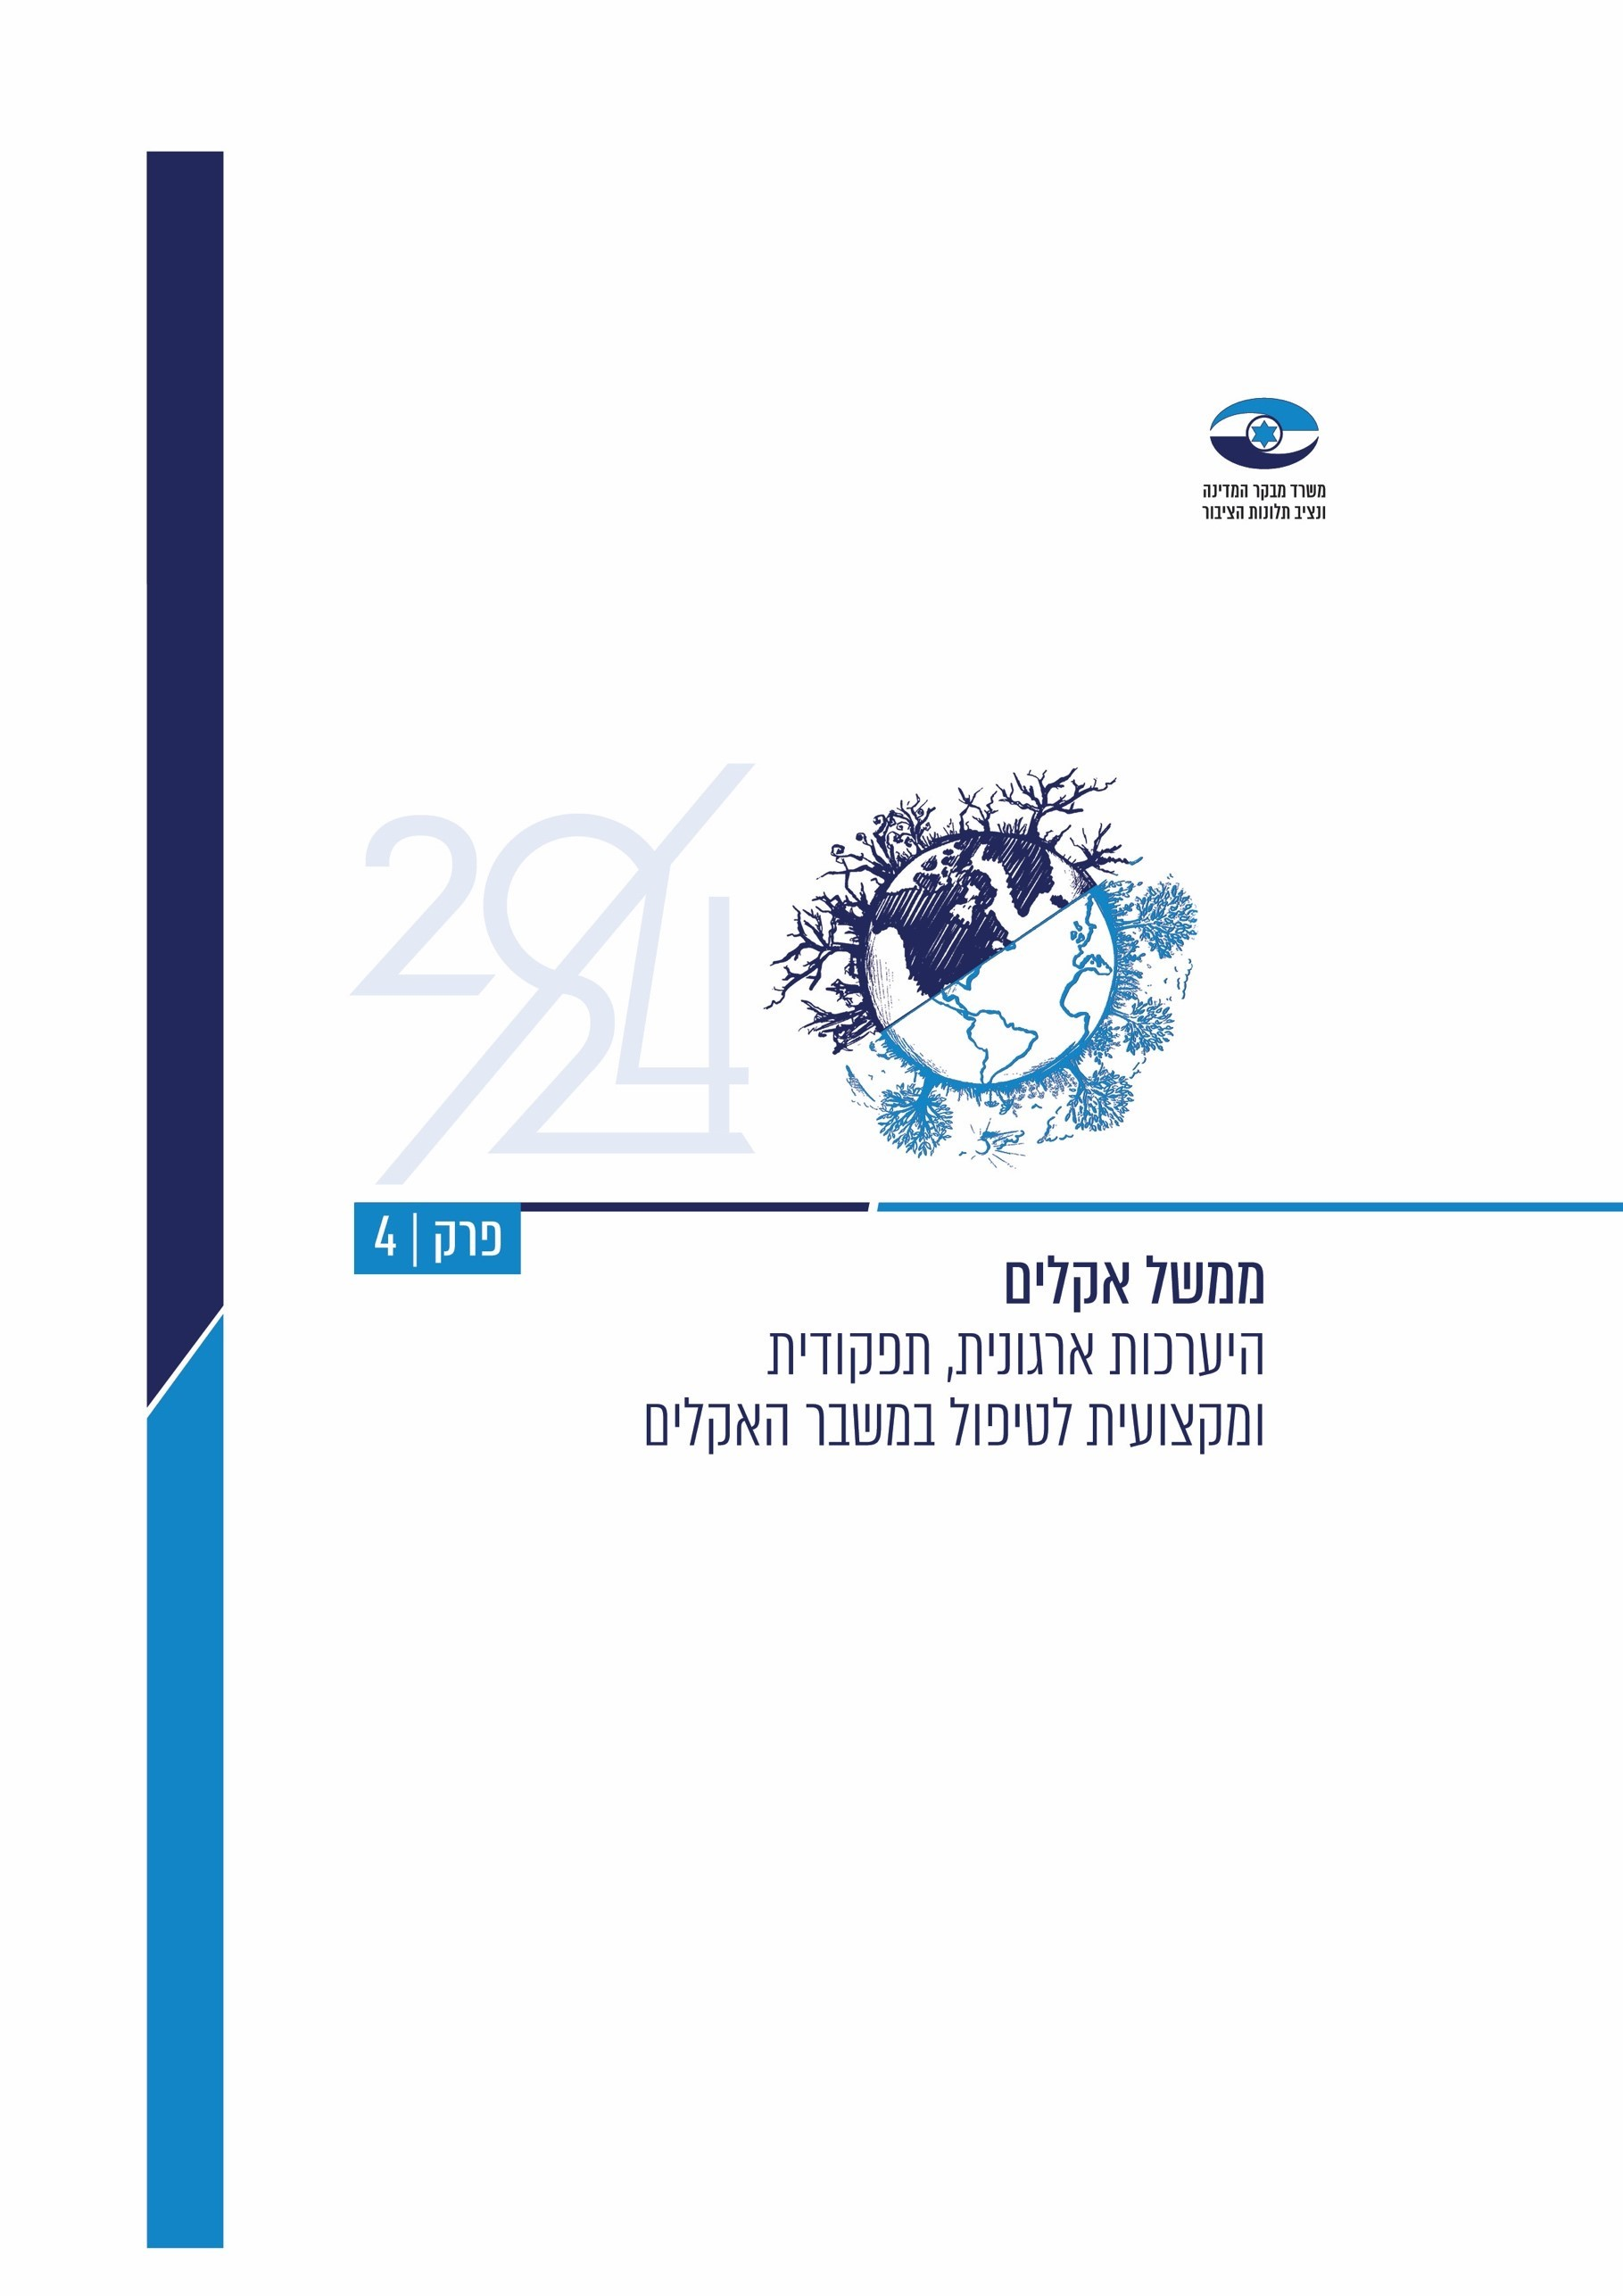 משרד מבקר המדינה
ונציב תלונות הציבור
2024
פרק | 4
ממשל אקלים
היערכות ארגונית, תפקודית
ומקצועית לטיפול במשבר האקלים